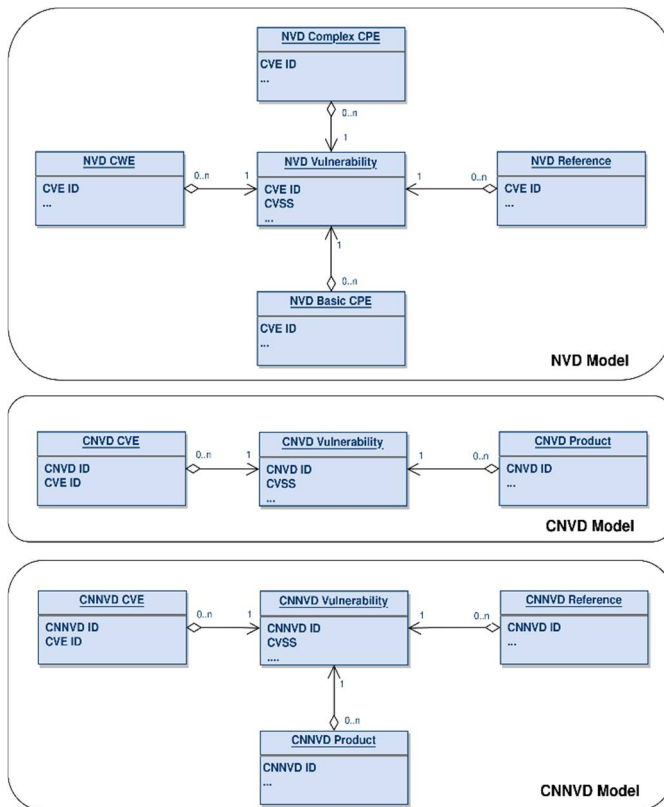 NVD Complex CPE
CVE ID
...
0..n
1
NVD CWE
CVE ID
...
0..n
1
NVD Vulnerability
CVE ID
CVSS
...
1
0..n
NVD Reference
CVE ID
...
1
0..n
NVD Basic CPE
CVE ID
...
NVD Model
CNVD CVE
CNVD ID
CVE ID
0..n
1
CNVD Vulnerability
CNVD ID
CVSS
...
1
0..n
CNVD Product
CNVD ID
...
CNVD Model
CNNVD CVE
CNNVD ID
CVE ID
0..n
1
CNNVD Vulnerability
CNNVD ID
CVSS
....
1
0..n
CNNVD Reference
CNNVD ID
...
1
0..n
CNNVD Product
CNNVD ID
...
CNNVD Model